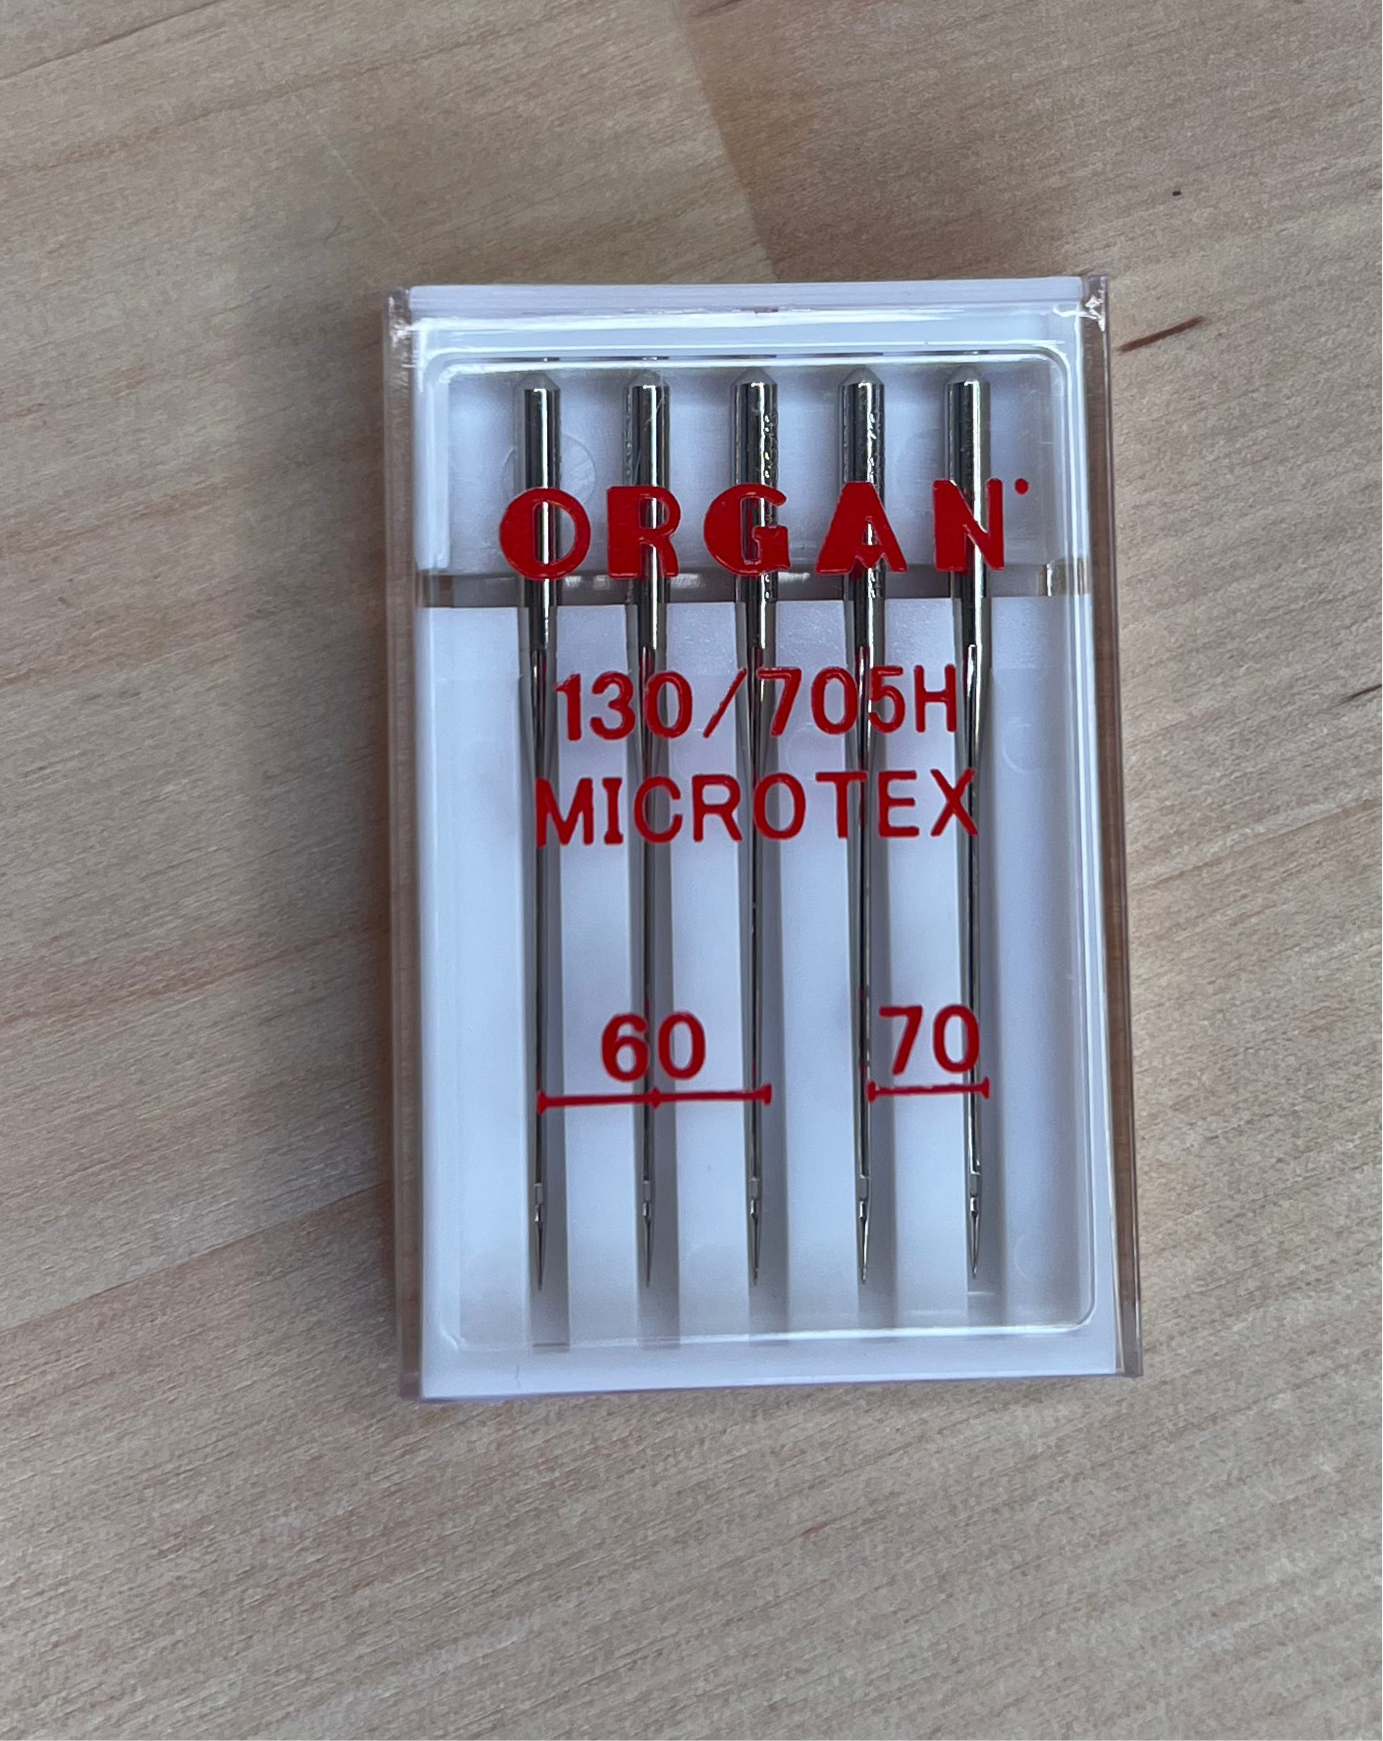 ORGAN
130/705H
MICROTEX
60 70